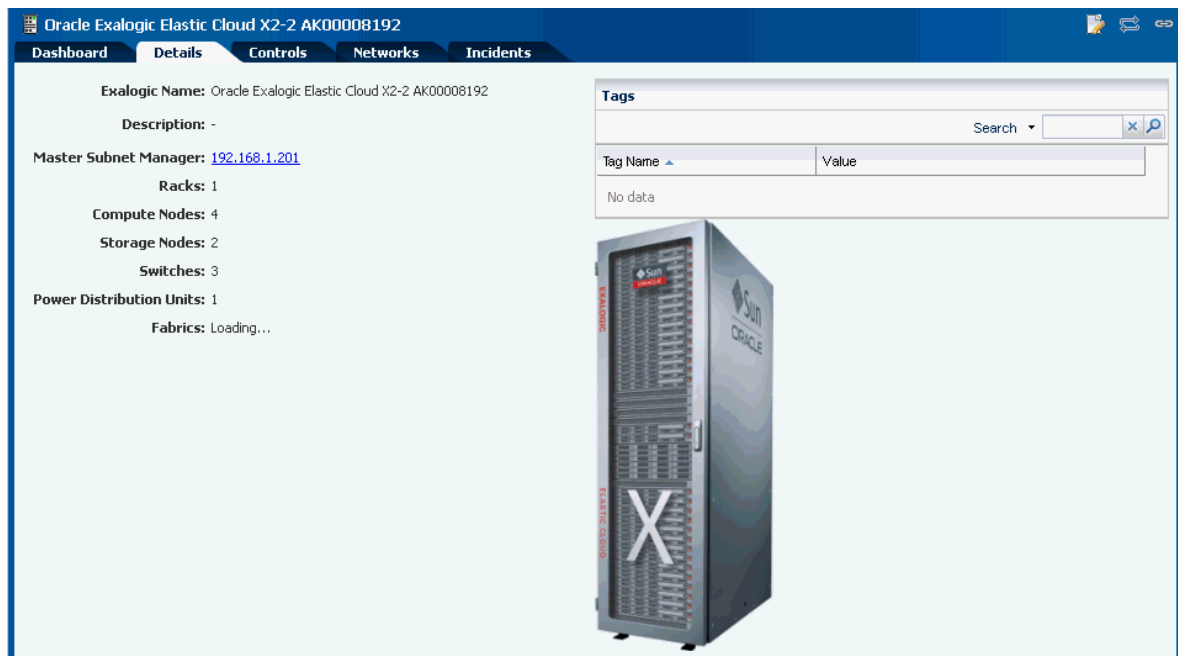 Oracle Exalogic Elastic Cloud X2-2 AK00008192
Dashboard Details Controls Networks Incidents
Exalogic Name: Oracle Exalogic Elastic Cloud X2-2 AK00008192
Description: -
Master Subnet Manager: 192.168.1.201
Racks: 1
Compute Nodes: 4
Storage Nodes: 2
Switches: 3
Power Distribution Units: 1
Fabrics: Loading...
Tags
Search
Tag Name Value
No data
Sun
ORACLE
EXALOGIC
Sun
ORACLE
ELASTIC CLOUD
X